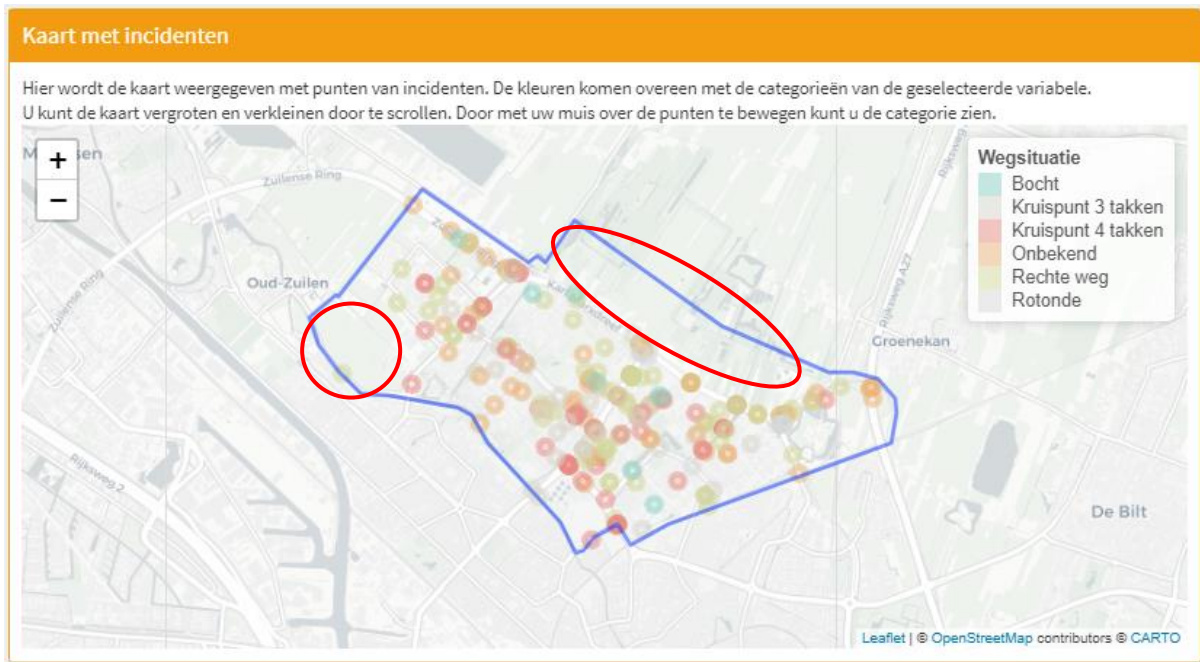 Kaart met incidenten
Hier wordt de kaart weergegeven met punten van incidenten. De kleuren komen overeen met de categorieën van de geselecteerde variabele.
U kunt de kaart vergroten en verkleinen door te scrollen. Door met uw muis over de punten te bewegen kunt u de categorie zien.
+
−
Zuilense Ring
Oud-Zuilen
Zuilense Ring
Rijksweg 2
Rijksweg A27
Groenekan
De Bilt
Wegsituatie
Bocht
Kruispunt 3 takken
Kruispunt 4 takken
Onbekend
Rechte weg
Rotonde
Leaflet | © OpenStreetMap contributors © CARTO